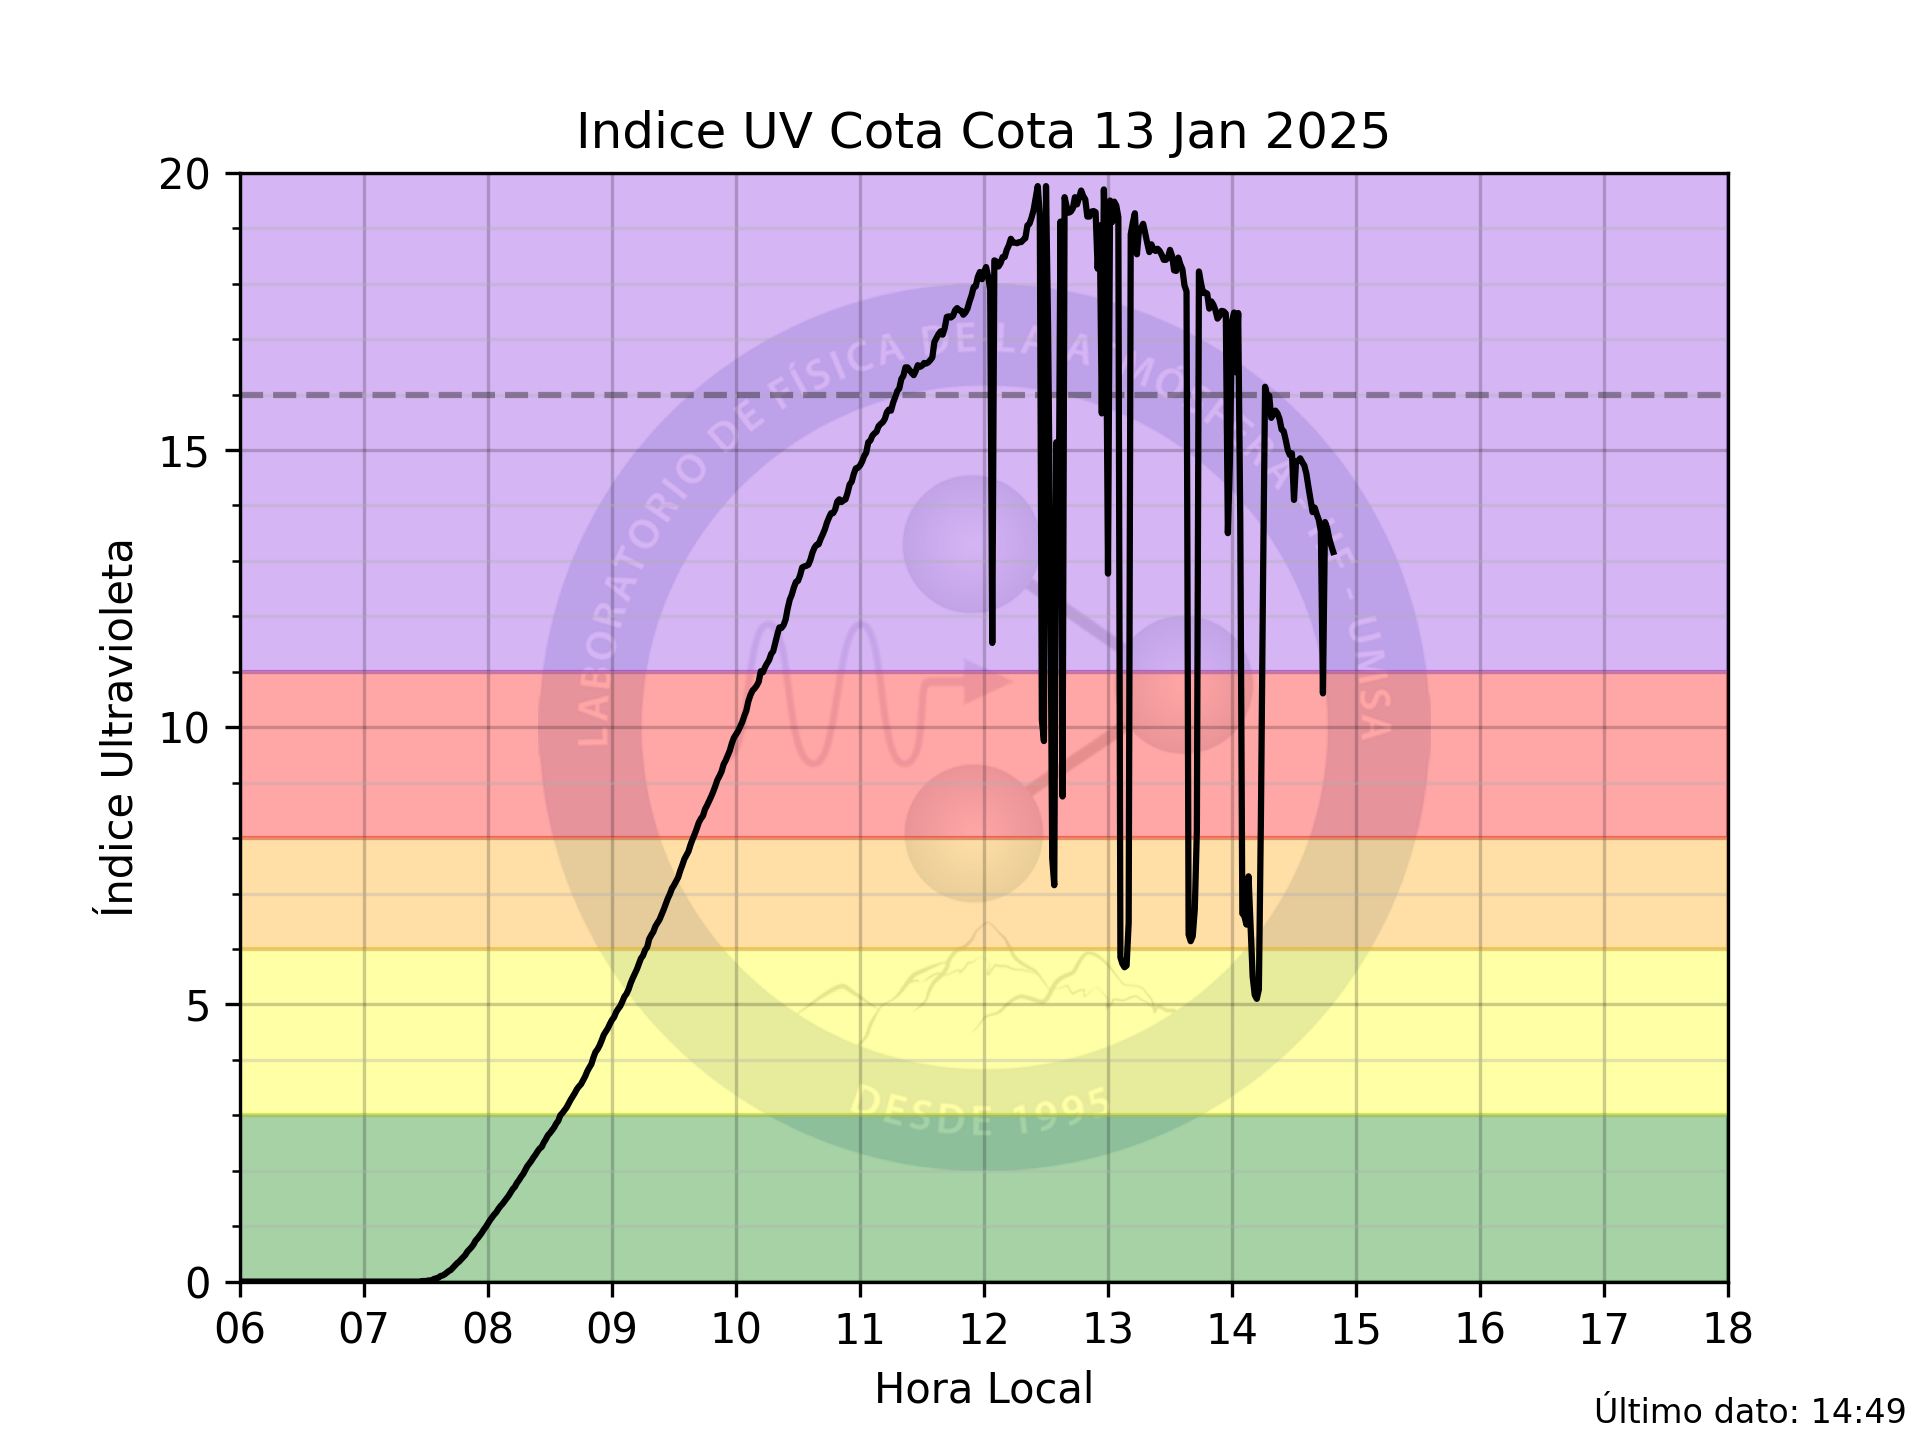 Indice UV Cota Cota 13 Jan 2025
20
15
10
5
0
Índice Ultravioleta
LABORATORIO DE FÍSICA DE LA ATMÓSFERA - IIF - UMSA
DESDE 1995
06 07 08 09 10 11 12 13 14 15 16 17 18
Hora Local
Último dato: 14:49